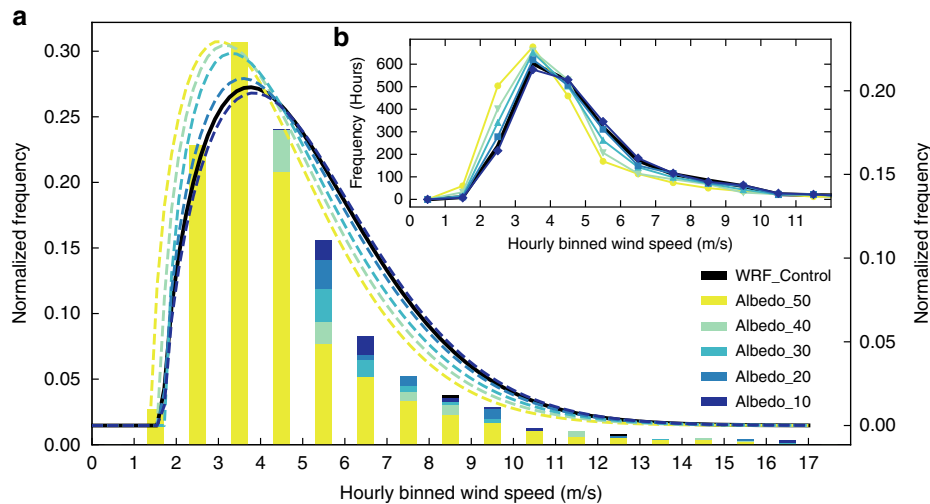 a
b
Normalized frequency
0.30
0.25
0.20
0.15
0.10
0.05
0.00
0 1 2 3 4 5 6 7 8 9 10 11 12 13 14 15 16 17
Hourly binned wind speed (m/s)
Frequency (Hours)
600
500
400
300
200
100
0
0 1 2 3 4 5 6 7 8 9 10 11
Hourly binned wind speed (m/s)
WRF_Control
Albedo_50
Albedo_40
Albedo_30
Albedo_20
Albedo_10
0.20
0.15
0.10
0.05
0.00
Normalized frequency